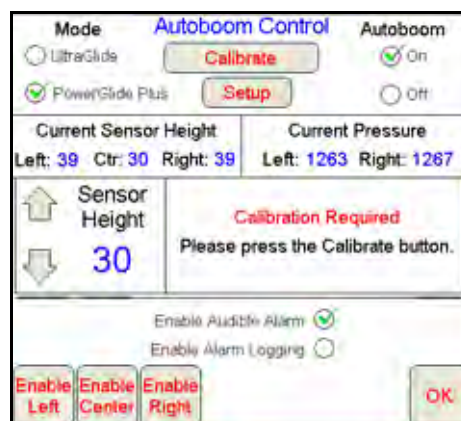 Mode Autoboom Control Autoboom
UltraGlide Calibrate On
PowerGlide Plus Setup Off
Current Sensor Height Current Pressure
Left: 39 Ctr: 30 Right: 39 Left: 1263 Right: 1267
Sensor Height
30
Calibration Required
Please press the Calibrate button.
Enable Audible Alarm
Enable Alarm Logging
Enable Left Enable Center Enable Right OK